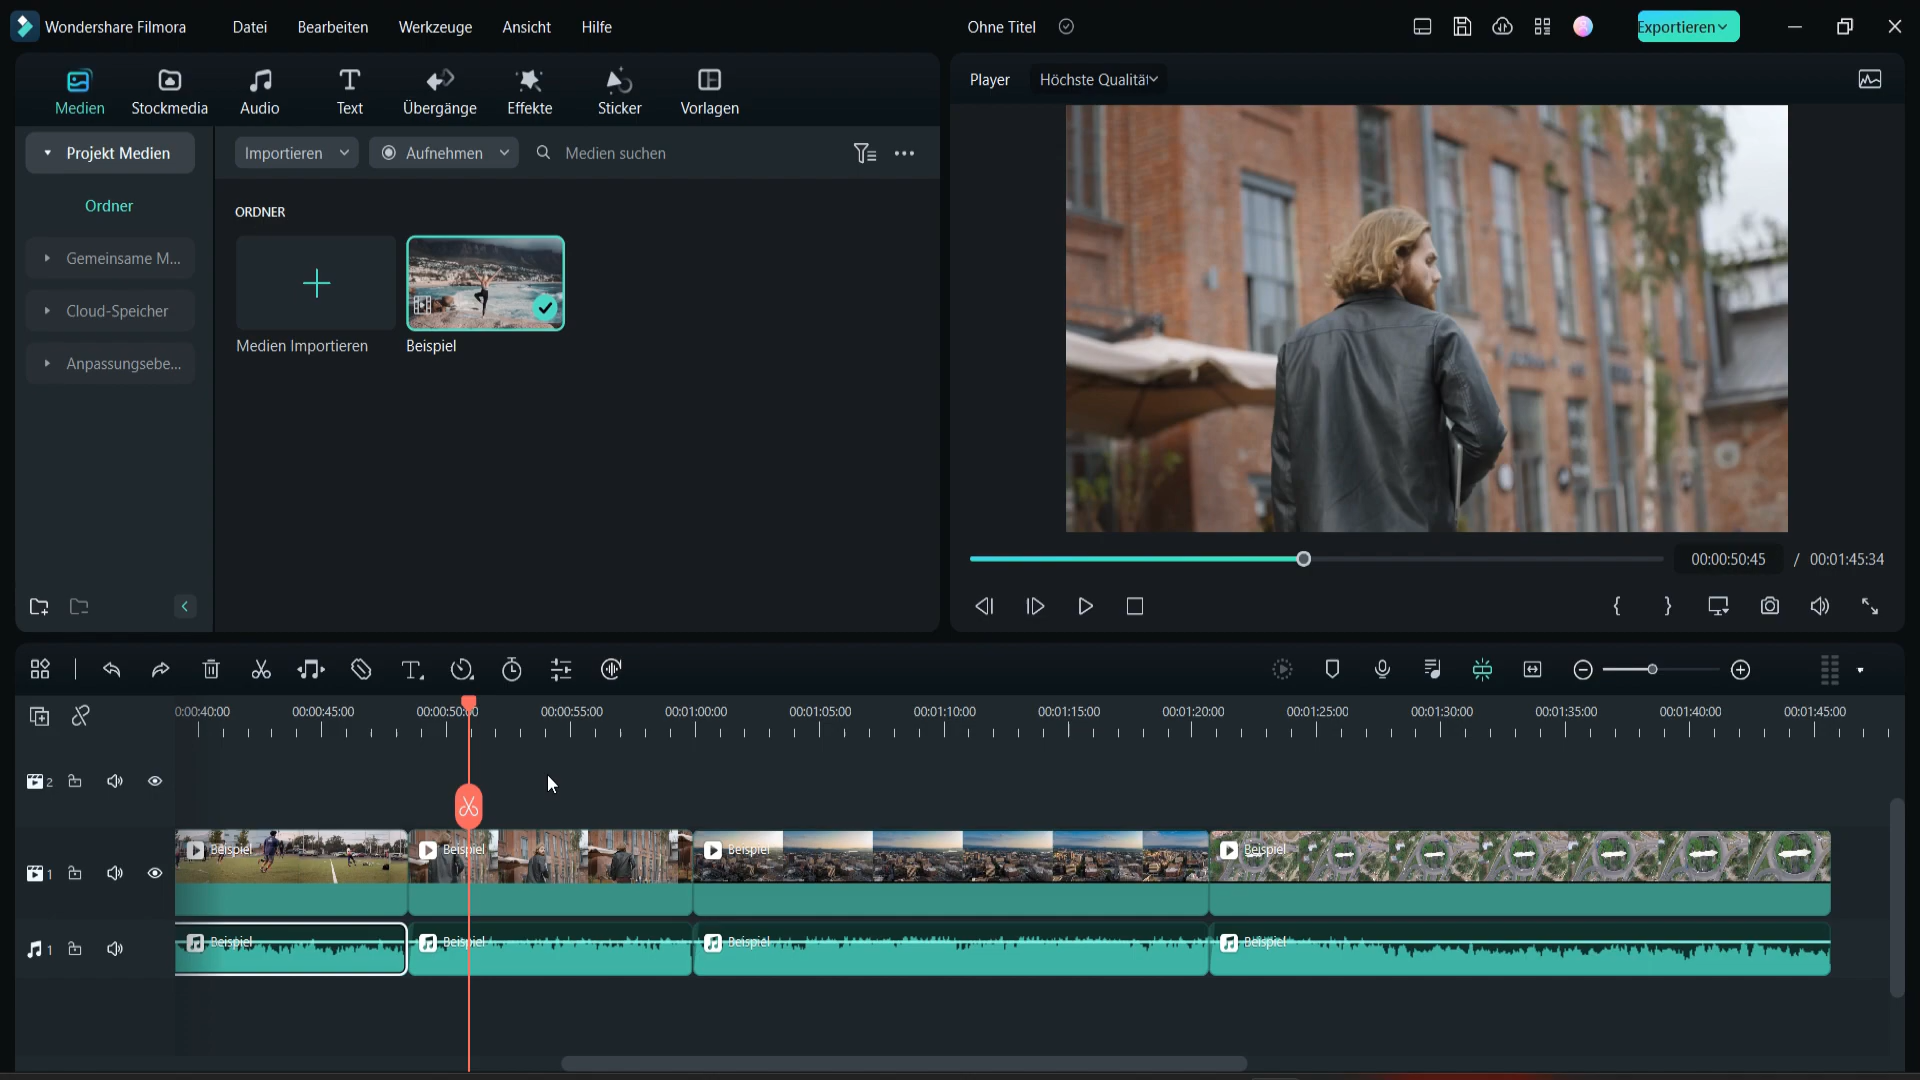 Wondershare Filmora Datei Bearbeiten Werkzeuge Ansicht Hilfe Ohne Titel Exportieren
Medien Stockmedia Audio Text Übergänge Effekte Sticker Vorlagen
Player Höchste Qualität
Projekt Medien
Importieren Aufnehmen Medien suchen
Ordner
ORDNER
Gemeinsame M...
Cloud-Speicher
Anpassungsebe...
Medien Importieren Beispiel
00:00:50:45 / 00:01:45:34
0:00:40:00 00:00:45:00 00:00:50:00 00:00:55:00 00:01:00:00 00:01:05:00 00:01:10:00 00:01:15:00 00:01:20:00 00:01:25:00 00:01:30:00 00:01:35:00 00:01:40:00 00:01:45:00
2
Beispiel Beispiel Beispiel Beispiel
1
Beispiel Beispiel Beispiel Beispiel
1